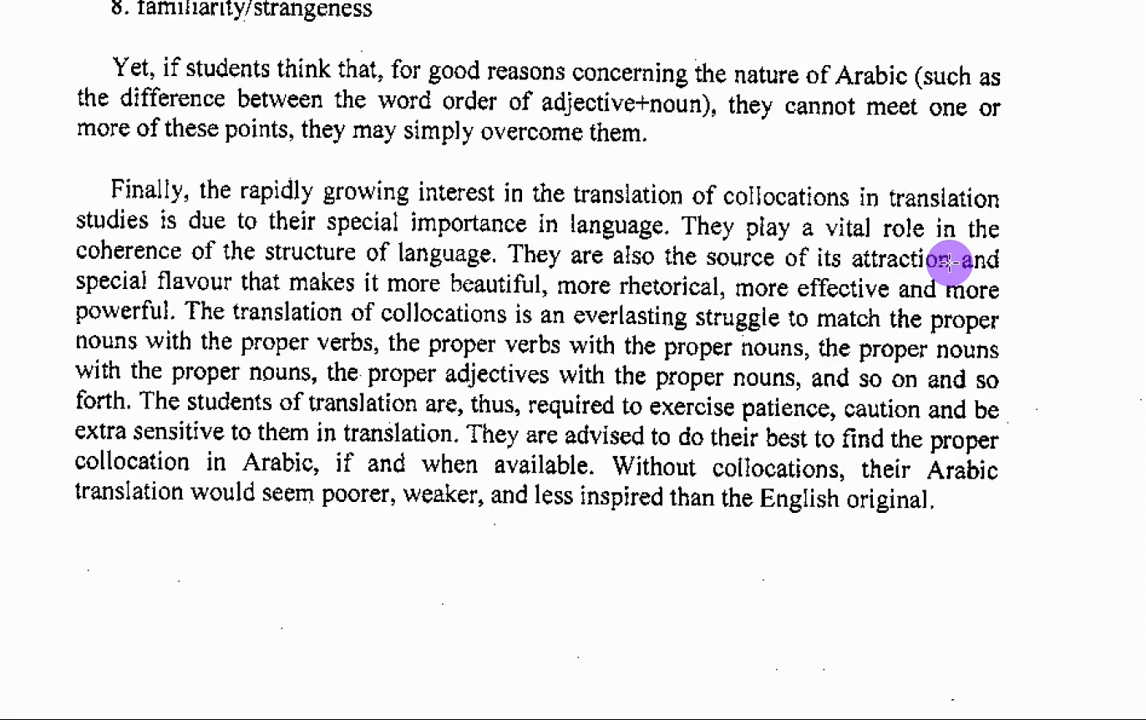 8. familiarity/strangeness
Yet, if students think that, for good reasons concerning the nature of Arabic (such as
the difference between the word order of adjective+noun), they cannot meet one or
more of these points, they may simply overcome them.
Finally, the rapidly growing interest in the translation of collocations in translation
studies is due to their special importance in language. They play a vital role in the
coherence of the structure of language. They are also the source of its attraction and
special flavour that makes it more beautiful, more rhetorical, more effective and more
powerful. The translation of collocations is an everlasting struggle to match the proper
nouns with the proper verbs, the proper verbs with the proper nouns, the proper nouns
with the proper nouns, the proper adjectives with the proper nouns, and so on and so
forth. The students of translation are, thus, required to exercise patience, caution and be
extra sensitive to them in translation. They are advised to do their best to find the proper
collocation in Arabic, if and when available. Without collocations, their Arabic
translation would seem poorer, weaker, and less inspired than the English original.